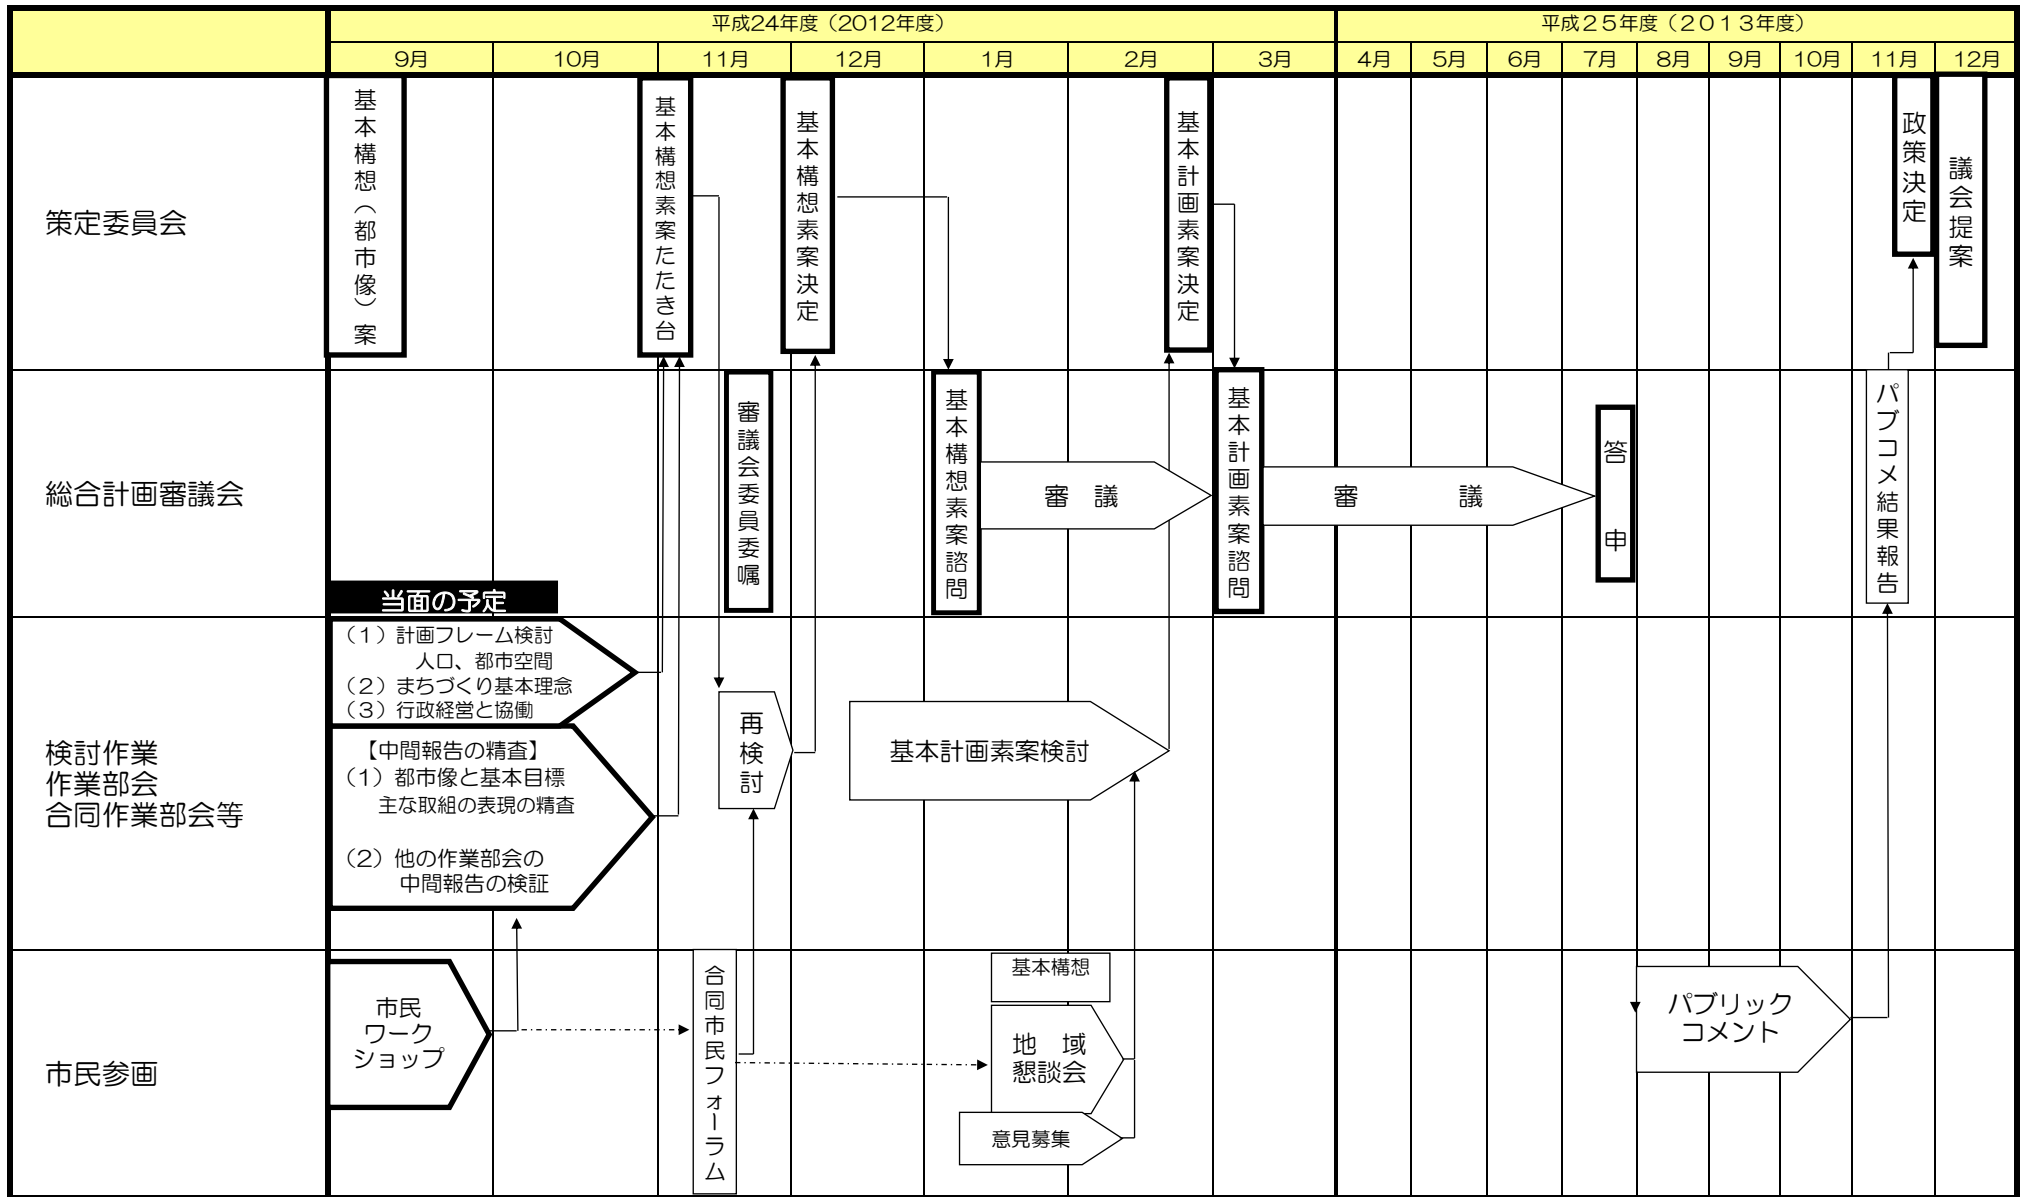 平成24年度（2012年度）
平成２５年度（２０１３年度）
9月
10月
11月
12月
1月
2月
3月
4月
5月
6月
7月
8月
9月
10月
11月
12月
策定委員会
基本構想（都市像）案
基本構想素案たたき台
基本構想素案決定
基本計画素案決定
政策決定
議会提案
総合計画審議会
審議会委員委嘱
基本構想素案諮問
審　議
基本計画素案諮問
審　議
答申
パブコメ結果報告
当面の予定
検討作業
作業部会
合同作業部会等
（１）計画フレーム検討
人口、都市空間
（２）まちづくり基本理念
（３）行政経営と協働
【中間報告の精査】
（1）都市像と基本目標
主な取組の表現の精査
（2）他の作業部会の
中間報告の検証
再検討
基本計画素案検討
市民参画
市民
ワーク
ショップ
合同市民フォーラム
基本構想
地　域
懇談会
意見募集
パブリック
コメント